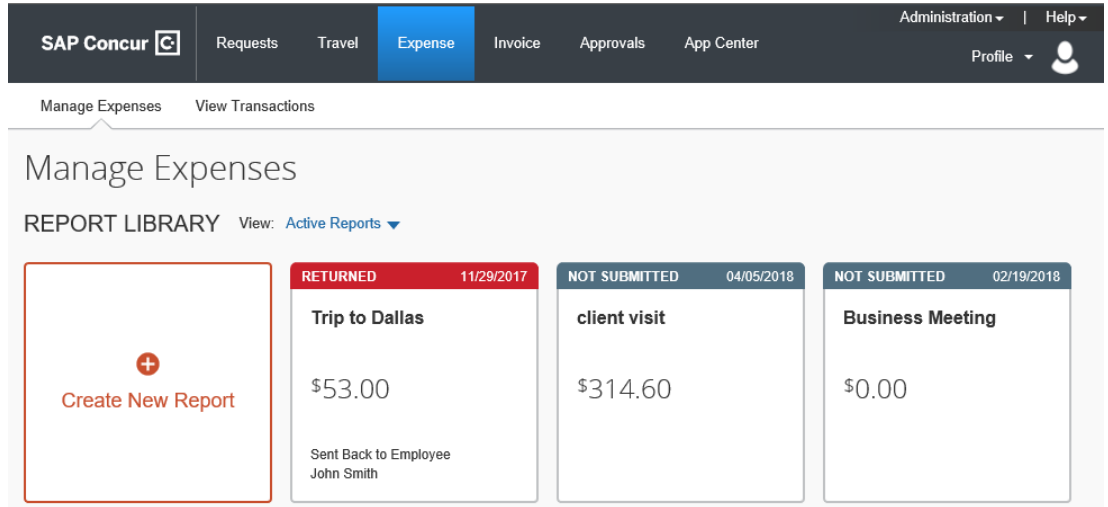 Administration | Help
SAP Concur C Requests Travel Expense Invoice Approvals App Center
Profile
Manage Expenses View Transactions
Manage Expenses
REPORT LIBRARY View: Active Reports
RETURNED 11/29/2017
Trip to Dallas
$53.00
Sent Back to Employee
John Smith
NOT SUBMITTED 04/05/2018
client visit
$314.60
NOT SUBMITTED 02/19/2018
Business Meeting
$0.00
Create New Report